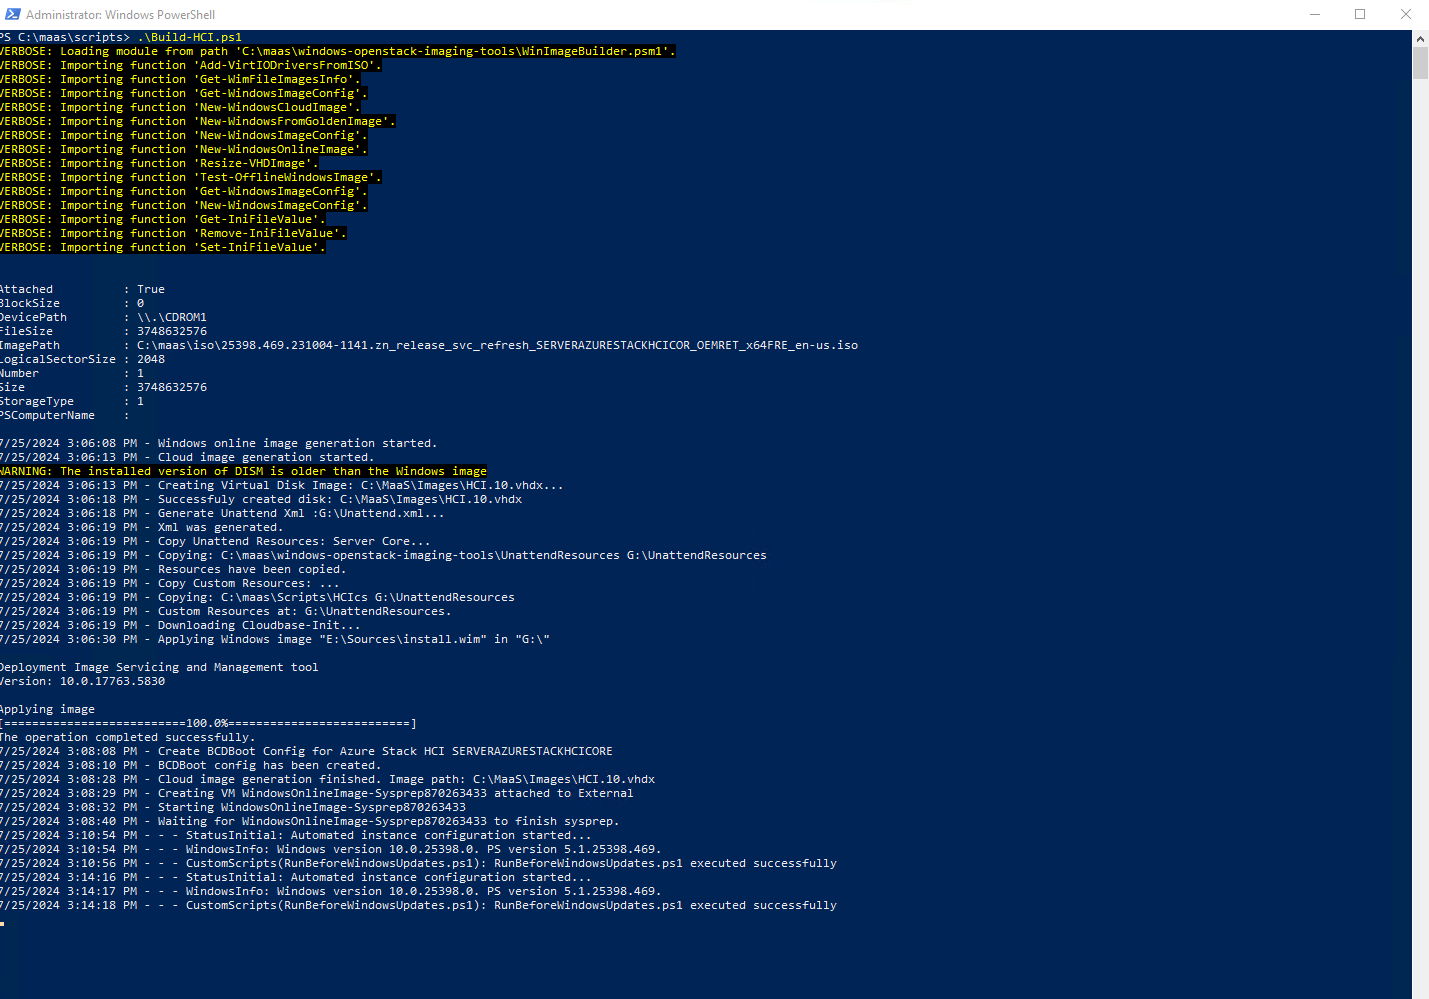 Administrator: Windows PowerShell
PS C:\maas\scripts> .\Build-HCI.ps1
VERBOSE: Loading module from path 'C:\maas\windows-openstack-imaging-tools\WinImageBuilder.psm1'.
VERBOSE: Importing function 'Add-VirtIODriversFromISO'.
VERBOSE: Importing function 'Get-WimFileImagesInfo'.
VERBOSE: Importing function 'Get-WindowsImageConfig'.
VERBOSE: Importing function 'New-WindowsCloudImage'.
VERBOSE: Importing function 'New-WindowsFromGoldenImage'.
VERBOSE: Importing function 'New-WindowsImageConfig'.
VERBOSE: Importing function 'New-WindowsOnlineImage'.
VERBOSE: Importing function 'Resize-VHDImage'.
VERBOSE: Importing function 'Test-OfflineWindowsImage'.
VERBOSE: Importing function 'Get-WindowsImageConfig'.
VERBOSE: Importing function 'New-WindowsImageConfig'.
VERBOSE: Importing function 'Get-IniFileValue'.
VERBOSE: Importing function 'Remove-IniFileValue'.
VERBOSE: Importing function 'Set-IniFileValue'.
Attached          : True
BlockSize         : 0
DevicePath        : \\.\CDROM1
FileSize          : 3748632576
ImagePath         : C:\maas\iso\25398.469.231004-1141.zn_release_svc_refresh_SERVERAZURESTACKHCICOR_OEMRET_x64FRE_en-us.iso
LogicalSectorSize : 2048
Number            : 1
Size              : 3748632576
StorageType       : 1
PSComputerName    :
7/25/2024 3:06:08 PM - Windows online image generation started.
7/25/2024 3:06:13 PM - Cloud image generation started.
WARNING: The installed version of DISM is older than the Windows image
7/25/2024 3:06:13 PM - Creating Virtual Disk Image: C:\MaaS\Images\HCI.10.vhdx...
7/25/2024 3:06:18 PM - Successfuly created disk: C:\MaaS\Images\HCI.10.vhdx
7/25/2024 3:06:18 PM - Generate Unattend Xml :G:\Unattend.xml...
7/25/2024 3:06:19 PM - Xml was generated.
7/25/2024 3:06:19 PM - Copy Unattend Resources: Server Core...
7/25/2024 3:06:19 PM - Copying: C:\maas\windows-openstack-imaging-tools\UnattendResources G:\UnattendResources
7/25/2024 3:06:19 PM - Resources have been copied.
7/25/2024 3:06:19 PM - Copy Custom Resources: ...
7/25/2024 3:06:19 PM - Copying: C:\maas\Scripts\HCIcs G:\UnattendResources
7/25/2024 3:06:19 PM - Custom Resources at: G:\UnattendResources.
7/25/2024 3:06:19 PM - Downloading Cloudbase-Init...
7/25/2024 3:06:30 PM - Applying Windows image "E:\Sources\install.wim" in "G:\"
Deployment Image Servicing and Management tool
Version: 10.0.17763.5830
Applying image
[==========================100.0%==========================]
The operation completed successfully.
7/25/2024 3:08:08 PM - Create BCDBoot Config for Azure Stack HCI SERVERAZURESTACKHCICORE
7/25/2024 3:08:10 PM - BCDBoot config has been created.
7/25/2024 3:08:28 PM - Cloud image generation finished. Image path: C:\MaaS\Images\HCI.10.vhdx
7/25/2024 3:08:29 PM - Creating VM WindowsOnlineImage-Sysprep870263433 attached to External
7/25/2024 3:08:32 PM - Starting WindowsOnlineImage-Sysprep870263433
7/25/2024 3:08:40 PM - Waiting for WindowsOnlineImage-Sysprep870263433 to finish sysprep.
7/25/2024 3:10:54 PM - - - StatusInitial: Automated instance configuration started...
7/25/2024 3:10:54 PM - - - WindowsInfo: Windows version 10.0.25398.0. PS version 5.1.25398.469.
7/25/2024 3:10:56 PM - - - CustomScripts(RunBeforeWindowsUpdates.ps1): RunBeforeWindowsUpdates.ps1 executed successfully
7/25/2024 3:14:16 PM - - - StatusInitial: Automated instance configuration started...
7/25/2024 3:14:17 PM - - - WindowsInfo: Windows version 10.0.25398.0. PS version 5.1.25398.469.
7/25/2024 3:14:18 PM - - - CustomScripts(RunBeforeWindowsUpdates.ps1): RunBeforeWindowsUpdates.ps1 executed successfully